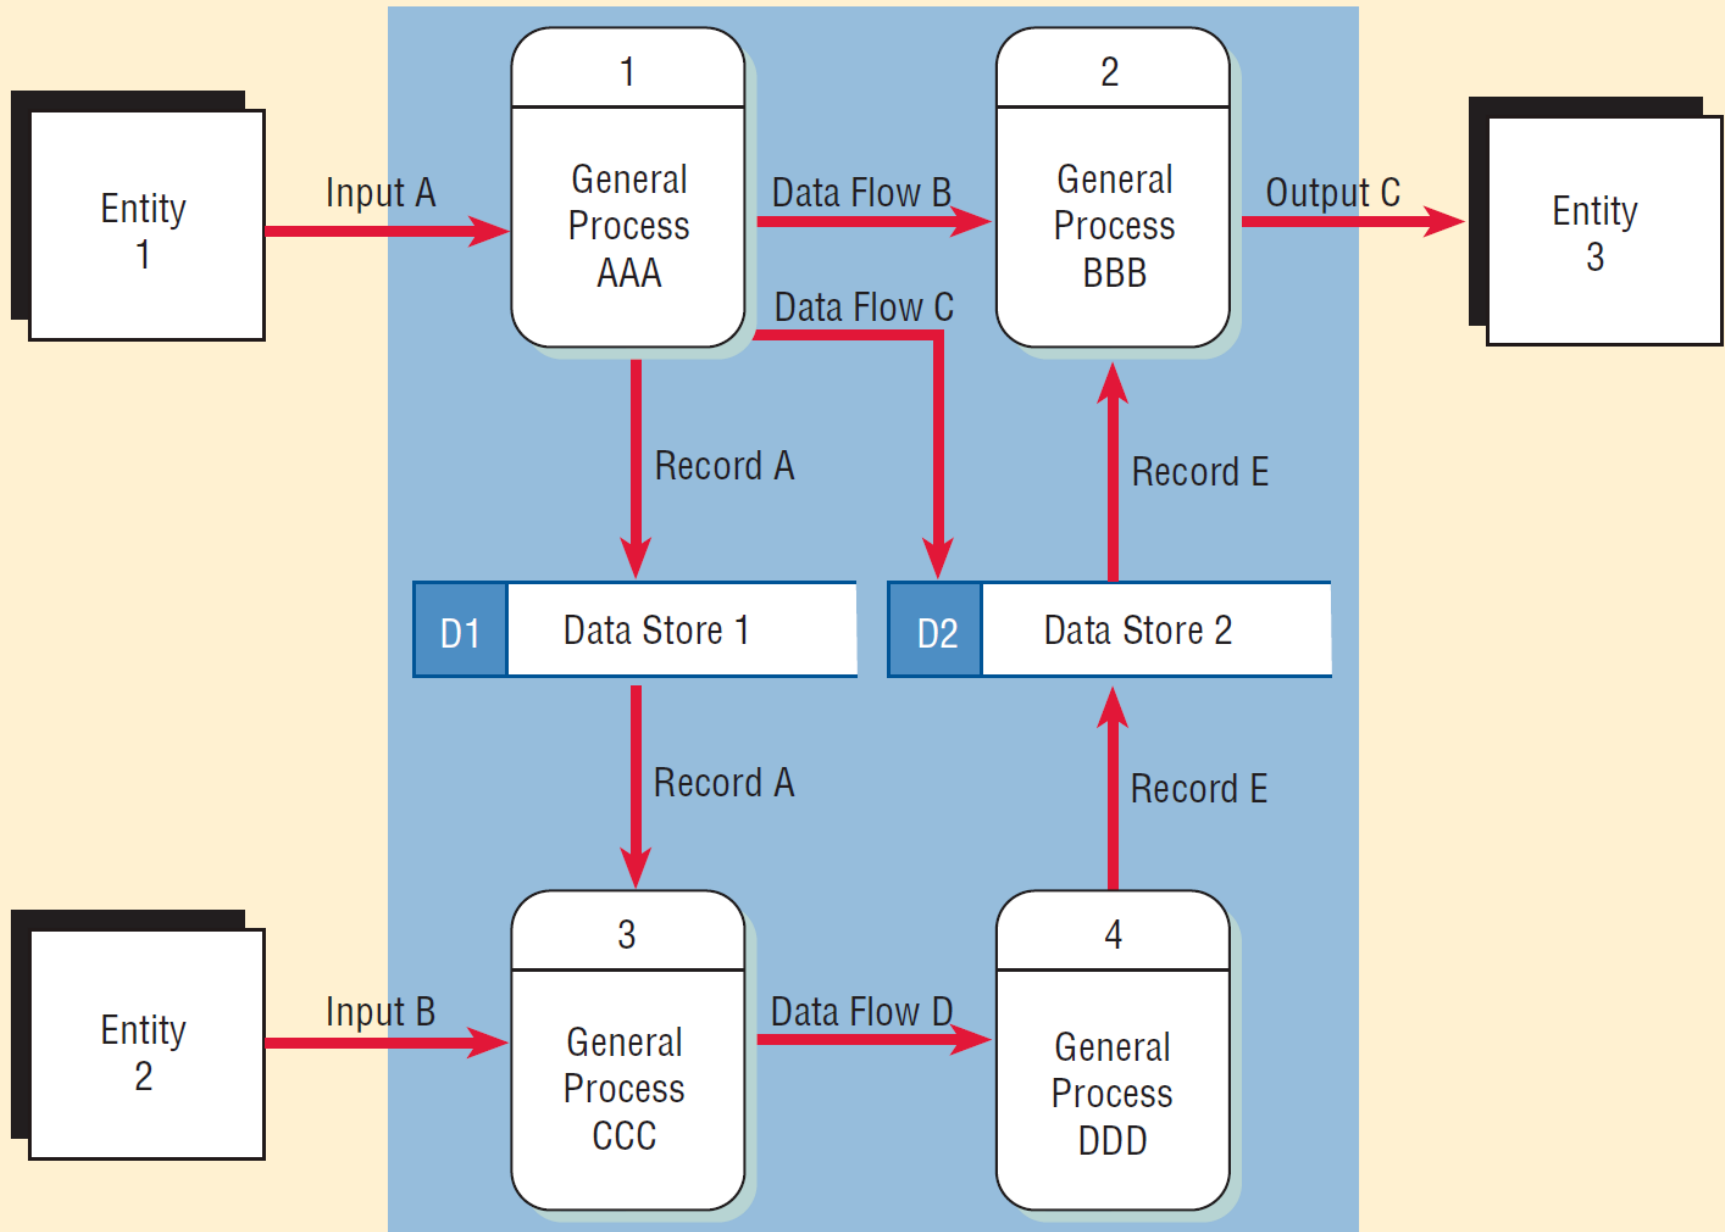 1
2
Entity
1
Input A
General
Process
AAA
Data Flow B
General
Process
BBB
Output C
Entity
3
Data Flow C
Record A
Record E
D1
Data Store 1
D2
Data Store 2
Record A
Record E
3
4
Entity
2
Input B
General
Process
CCC
Data Flow D
General
Process
DDD